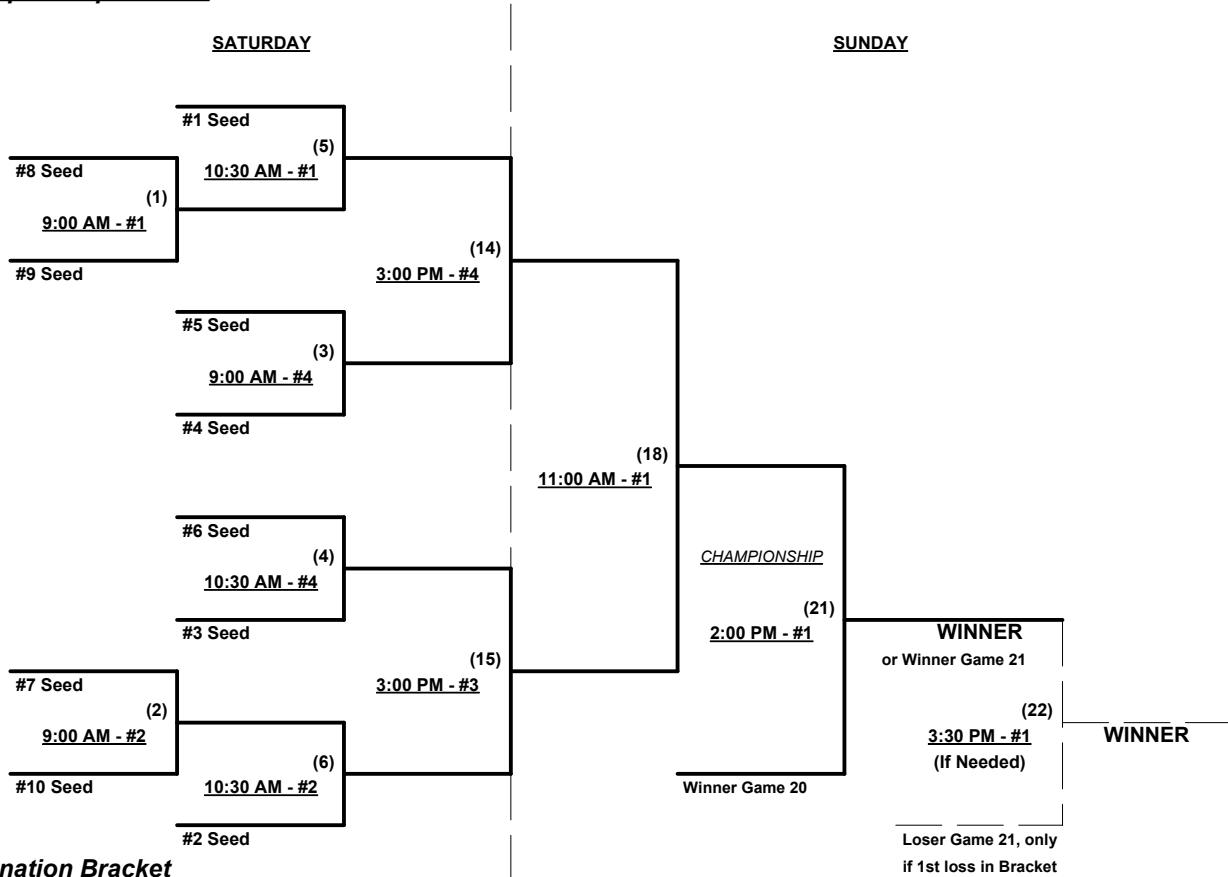 SATURDAY
SUNDAY
#1 Seed
(5)
#8 Seed
10:30 AM - #1
(1)
9:00 AM - #1
(14)
#9 Seed
3:00 PM - #4
#5 Seed
(3)
9:00 AM - #4
#4 Seed
(18)
11:00 AM - #1
#6 Seed
(4)
CHAMPIONSHIP
10:30 AM - #4
(21)
#3 Seed
2:00 PM - #1
WINNER
(15)
or Winner Game 21
#7 Seed
3:00 PM - #3
(2)
(22)
9:00 AM - #2
3:30 PM - #1
WINNER
(6)
(If Needed)
#10 Seed
10:30 AM - #2
Winner Game 20
#2 Seed
Loser Game 21, only
if 1st loss in Bracket
nation Bracket